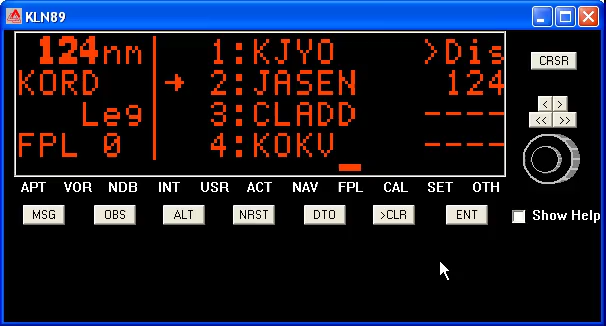 KLN89
124nm 1:KJYO >Dis
KORD → 2:JASEN 124
Leg 3:CLADD ----
FPL 0 4:KOKV ----
APT VOR NDB INT USR ACT NAV FPL CAL SET OTH
MSG OBS ALT NRST DTO >CLR ENT
CRSR
< >
<< >>
Show Help